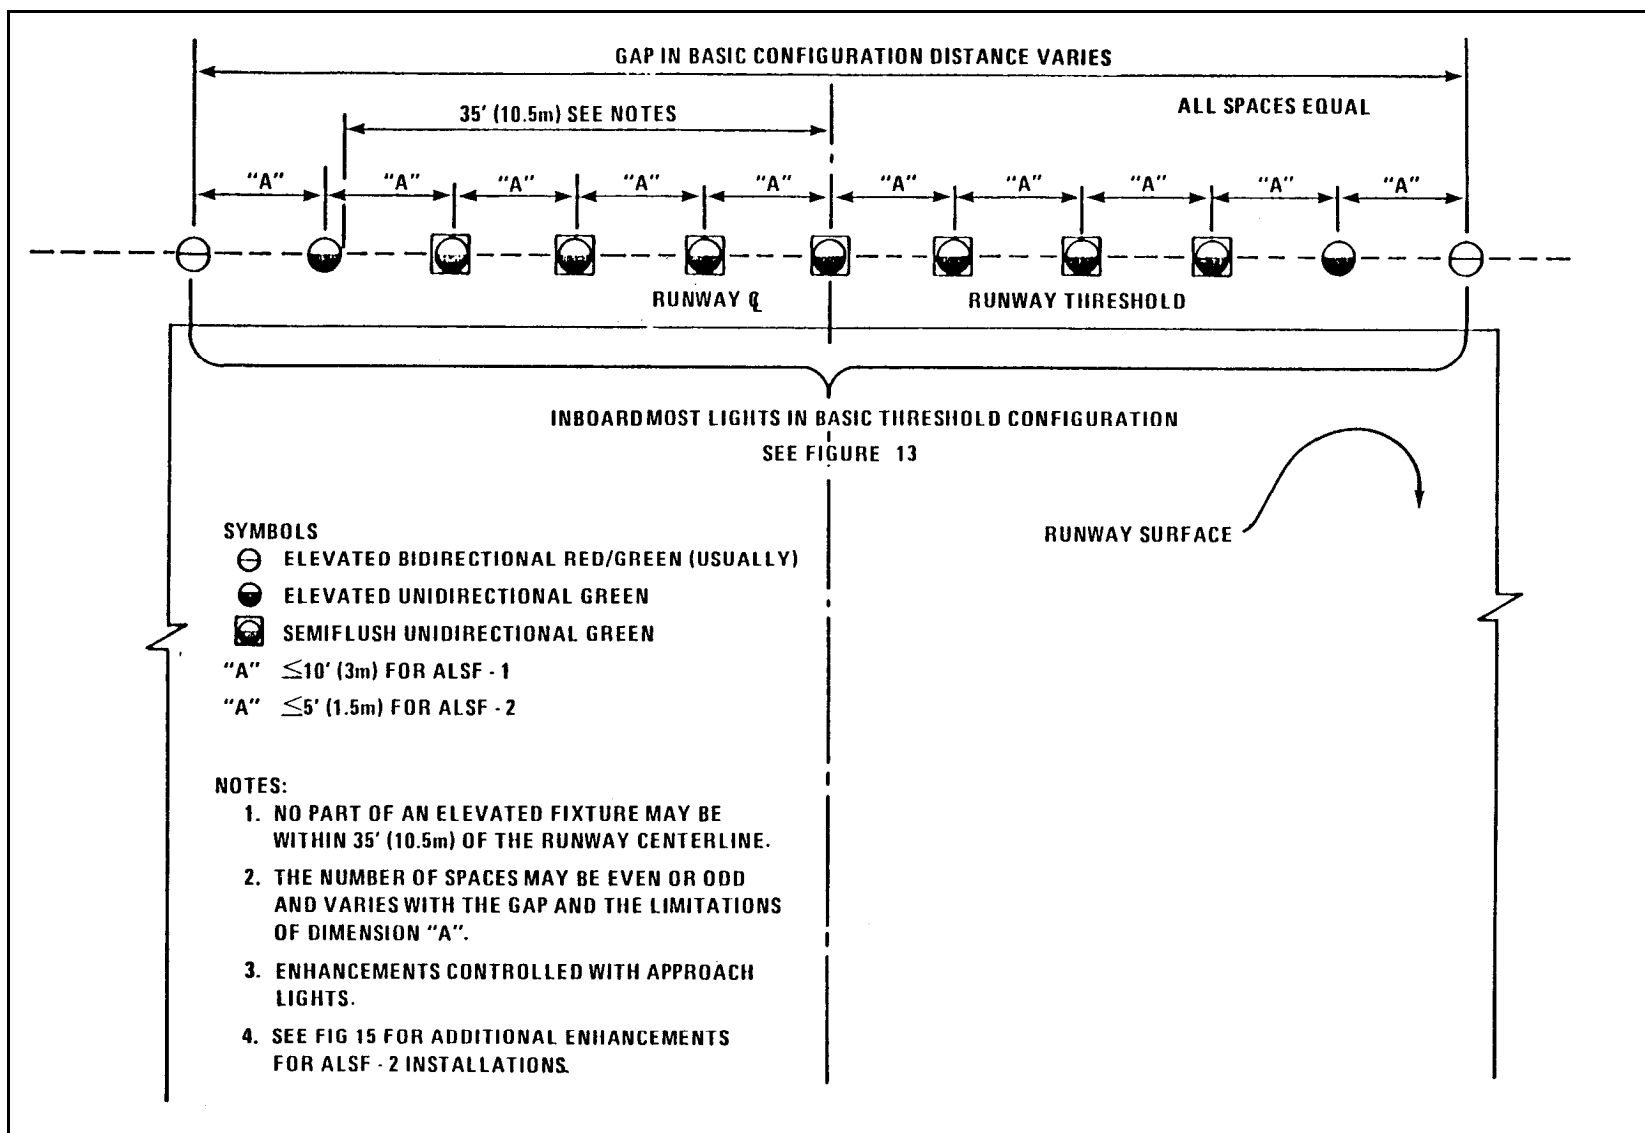 GAP IN BASIC CONFIGURATION DISTANCE VARIES
35' (10.5m) SEE NOTES
ALL SPACES EQUAL
"A" "A" "A" "A" "A" "A" "A" "A" "A" "A"
RUNWAY ℄
RUNWAY THRESHOLD
INBOARDMOST LIGHTS IN BASIC THRESHOLD CONFIGURATION
SEE FIGURE 13
RUNWAY SURFACE
SYMBOLS
ELEVATED BIDIRECTIONAL RED/GREEN (USUALLY)
ELEVATED UNIDIRECTIONAL GREEN
SEMIFLUSH UNIDIRECTIONAL GREEN
"A" ≤10' (3m) FOR ALSF - 1
"A" ≤5' (1.5m) FOR ALSF - 2
NOTES:
1. NO PART OF AN ELEVATED FIXTURE MAY BE
WITHIN 35' (10.5m) OF THE RUNWAY CENTERLINE.
2. THE NUMBER OF SPACES MAY BE EVEN OR ODD
AND VARIES WITH THE GAP AND THE LIMITATIONS
OF DIMENSION "A".
3. ENHANCEMENTS CONTROLLED WITH APPROACH
LIGHTS.
4. SEE FIG 15 FOR ADDITIONAL ENHANCEMENTS
FOR ALSF - 2 INSTALLATIONS.